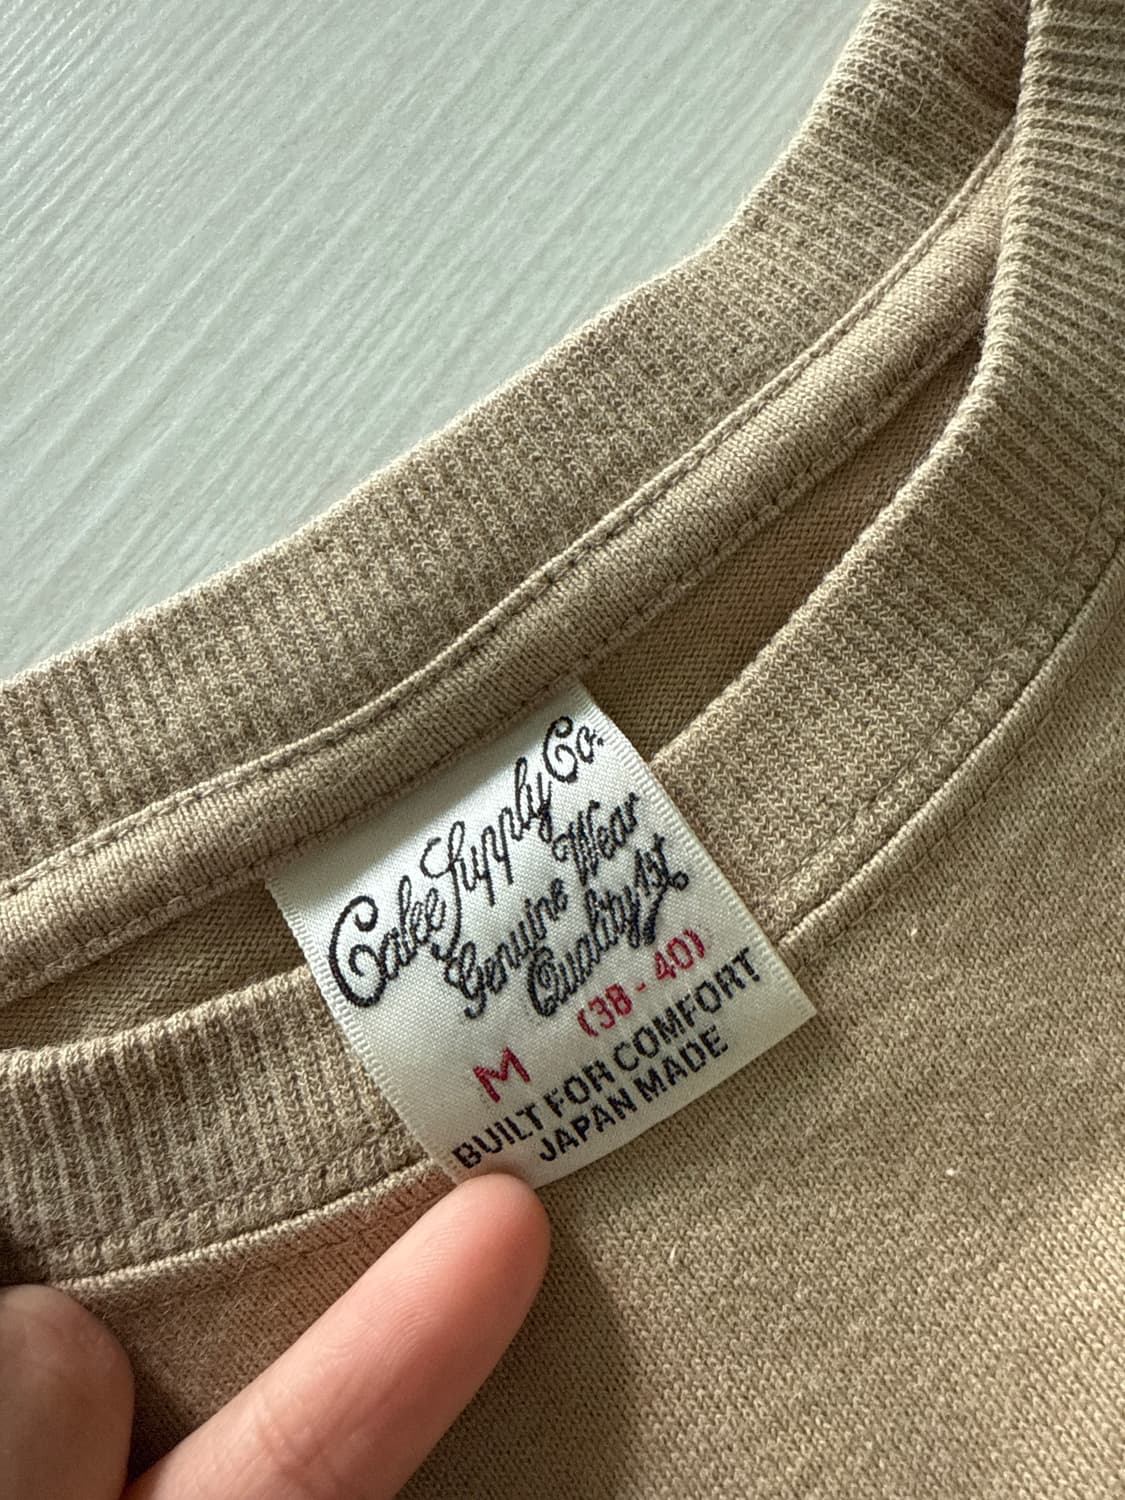 Calee Supply Co.
Genuine Wear
Quality 1st
M (38 - 40)
BUILT FOR COMFORT
JAPAN MADE